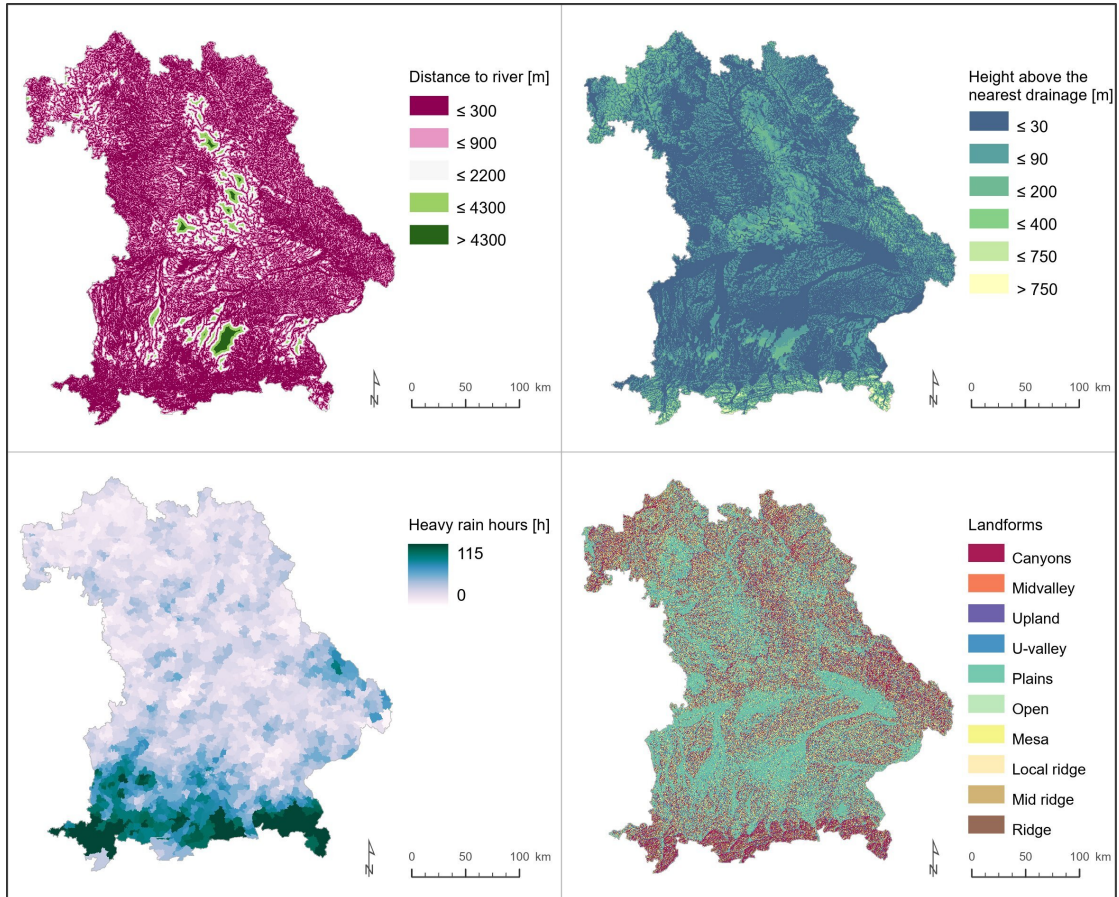 Distance to river [m]
≤ 300
≤ 900
≤ 2200
≤ 4300
> 4300
N
0 50 100 km
Height above the
nearest drainage [m]
≤ 30
≤ 90
≤ 200
≤ 400
≤ 750
> 750
N
0 50 100 km
Heavy rain hours [h]
115
0
N
0 50 100 km
Landforms
Canyons
Midvalley
Upland
U-valley
Plains
Open
Mesa
Local ridge
Mid ridge
Ridge
N
0 50 100 km